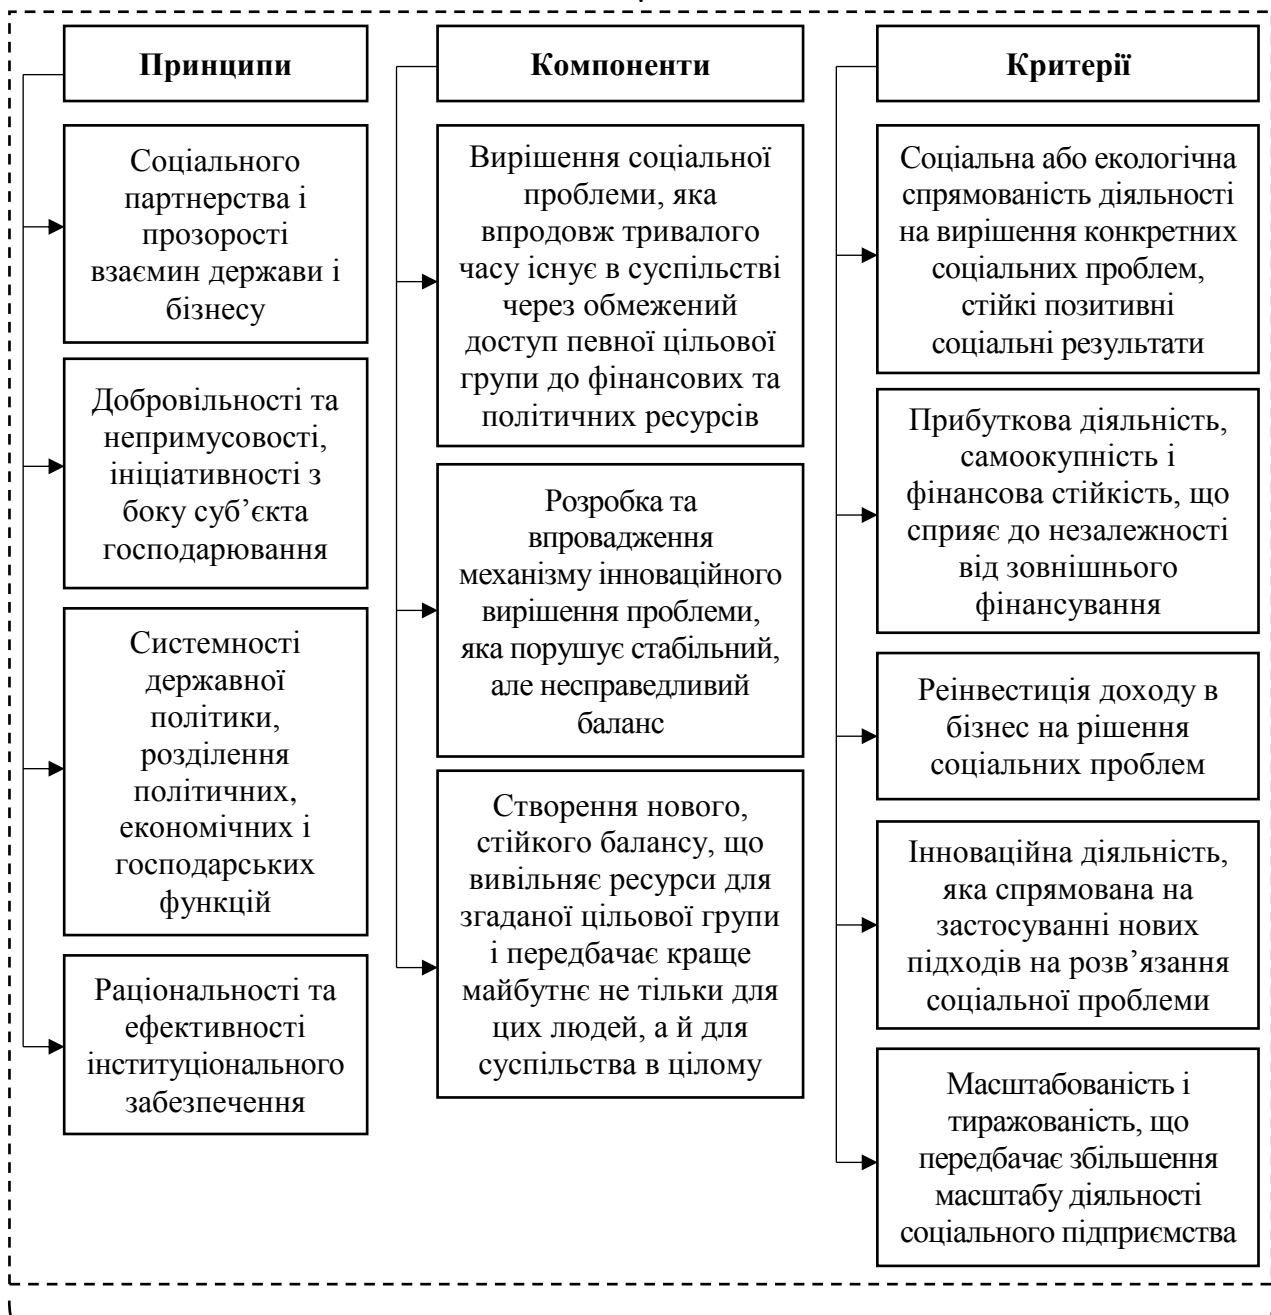 Принципи
Соціального
партнерства і
прозорості
взаємин держави і
бізнесу
Добровільності та
непримусовості,
ініціативності з
боку суб’єкта
господарювання
Системності
державної
політики,
розділення
політичних,
економічних і
господарських
функцій
Раціональності та
ефективності
інституціонального
забезпечення
Компоненти
Вирішення соціальної
проблеми, яка
впродовж тривалого
часу існує в суспільстві
через обмежений
доступ певної цільової
групи до фінансових та
політичних ресурсів
Розробка та
впровадження
механізму інноваційного
вирішення проблеми,
яка порушує стабільний,
але несправедливий
баланс
Створення нового,
стійкого балансу, що
вивільняє ресурси для
згаданої цільової групи
і передбачає краще
майбутнє не тільки для
цих людей, а й для
суспільства в цілому
Критерії
Соціальна або екологічна
спрямованість діяльності
на вирішення конкретних
соціальних проблем,
стійкі позитивні
соціальні результати
Прибуткова діяльність,
самоокупність і
фінансова стійкість, що
сприяє до незалежності
від зовнішнього
фінансування
Реінвестиція доходу в
бізнес на рішення
соціальних проблем
Інноваційна діяльність,
яка спрямована на
застосуванні нових
підходів на розв’язання
соціальної проблеми
Масштабованість і
тиражованість, що
передбачає збільшення
масштабу діяльності
соціального підприємства